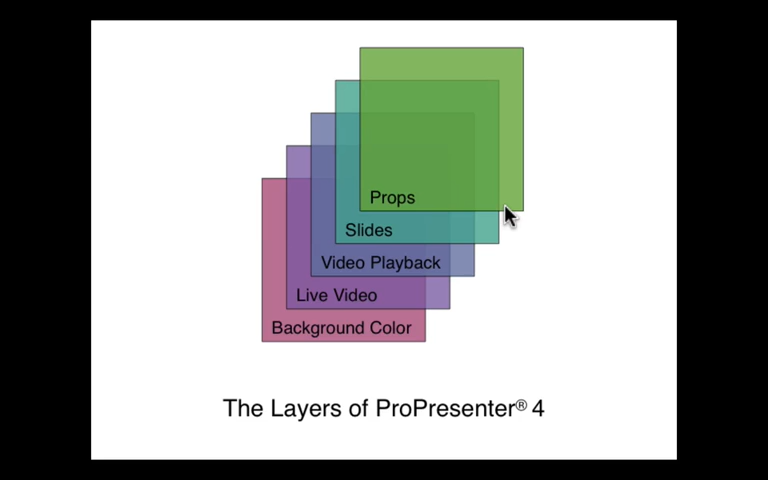 Props
Slides
Video Playback
Live Video
Background Color
The Layers of ProPresenter® 4